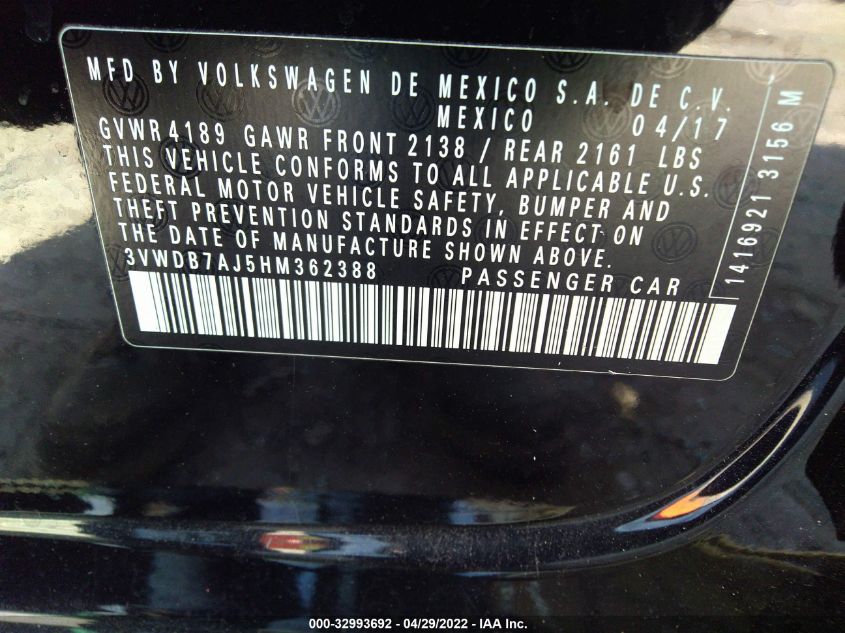 MFD BY VOLKSWAGEN DE MEXICO S.A. DE C.V.
MEXICO 04/17
GVWR 4189 GAWR FRONT 2138 / REAR 2161 LBS
THIS VEHICLE CONFORMS TO ALL APPLICABLE U.S.
FEDERAL MOTOR VEHICLE SAFETY, BUMPER AND
THEFT PREVENTION STANDARDS IN EFFECT ON
THE DATE OF MANUFACTURE SHOWN ABOVE.
3VWDB7AJ5HM362388 PASSENGER CAR
1416921 3156 M
000-32993692 - 04/29/2022 - IAA Inc.